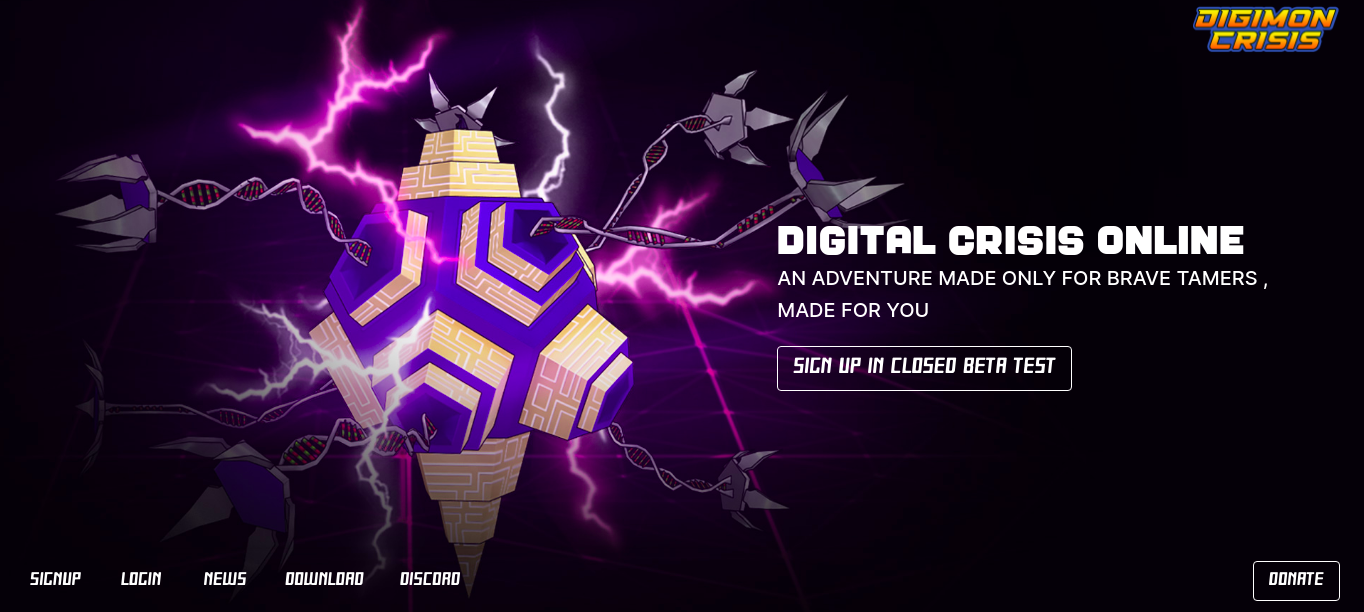 DIGIMON
CRISIS
DIGITAL CRISIS ONLINE
AN ADVENTURE MADE ONLY FOR BRAVE TAMERS ,
MADE FOR YOU
SIGN UP IN CLOSED BETA TEST
SIGNUP LOGIN NEWS DOWNLOAD DISCORD DONATE